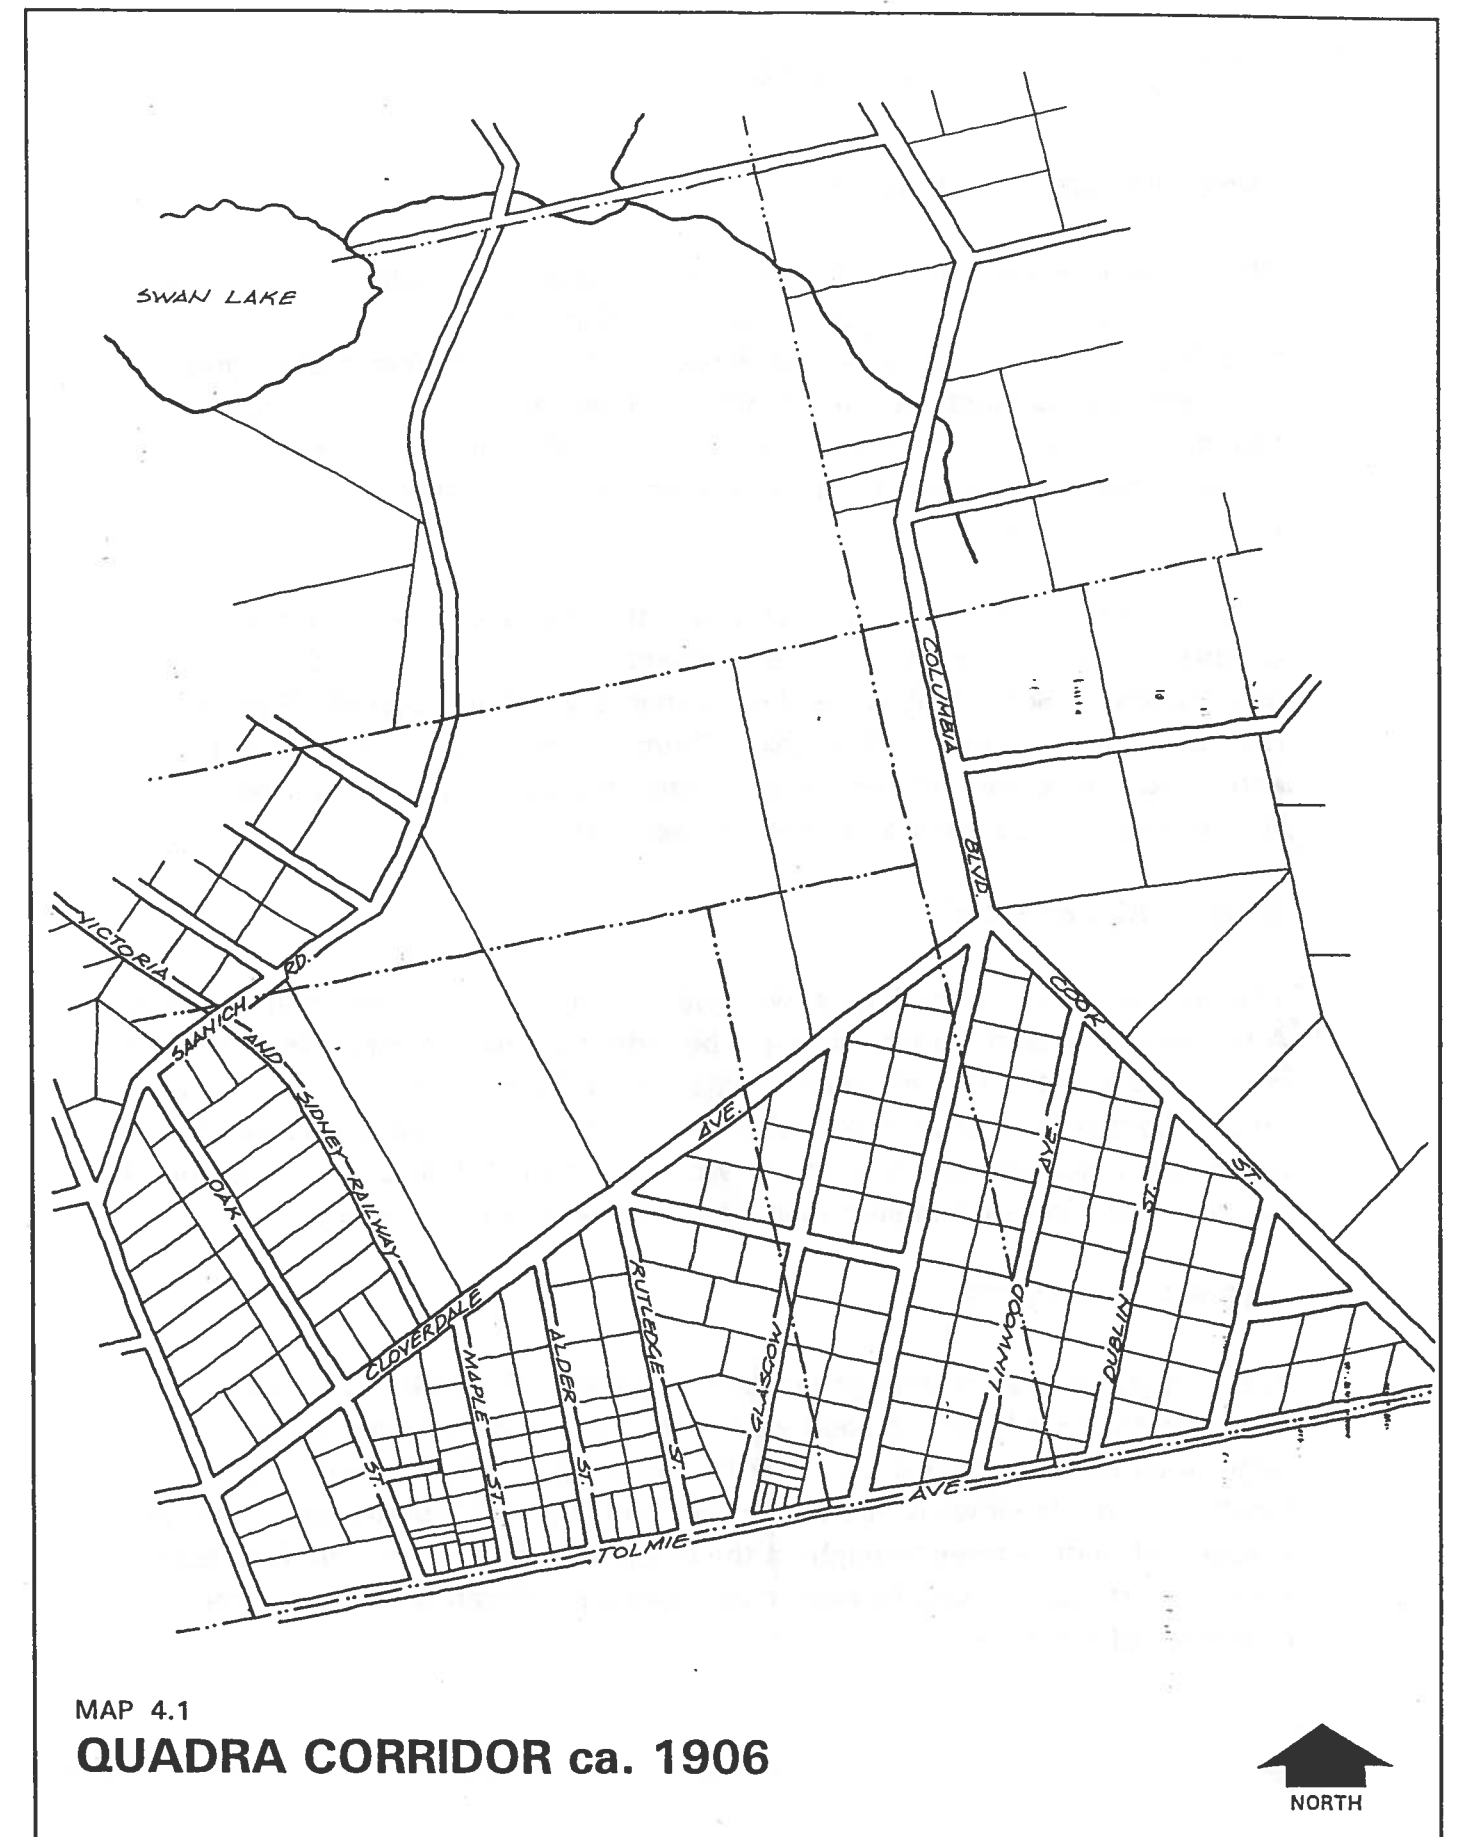 SWAN LAKE
COLUMBIA
BLVD.
VICTORIA
RD.
SAANICH
AND
SIDNEY
RAILWAY
COOK
ST.
OAK
ST.
AVE.
CLOVERDALE
AVE.
ST.
LINWOOD
DUBLIN
RUTLEDGE
ST.
ALDER
ST.
MAPLE
ST.
GLASGOW
TOLMIE
AVE.
MAP 4.1
QUADRA CORRIDOR ca. 1906
NORTH